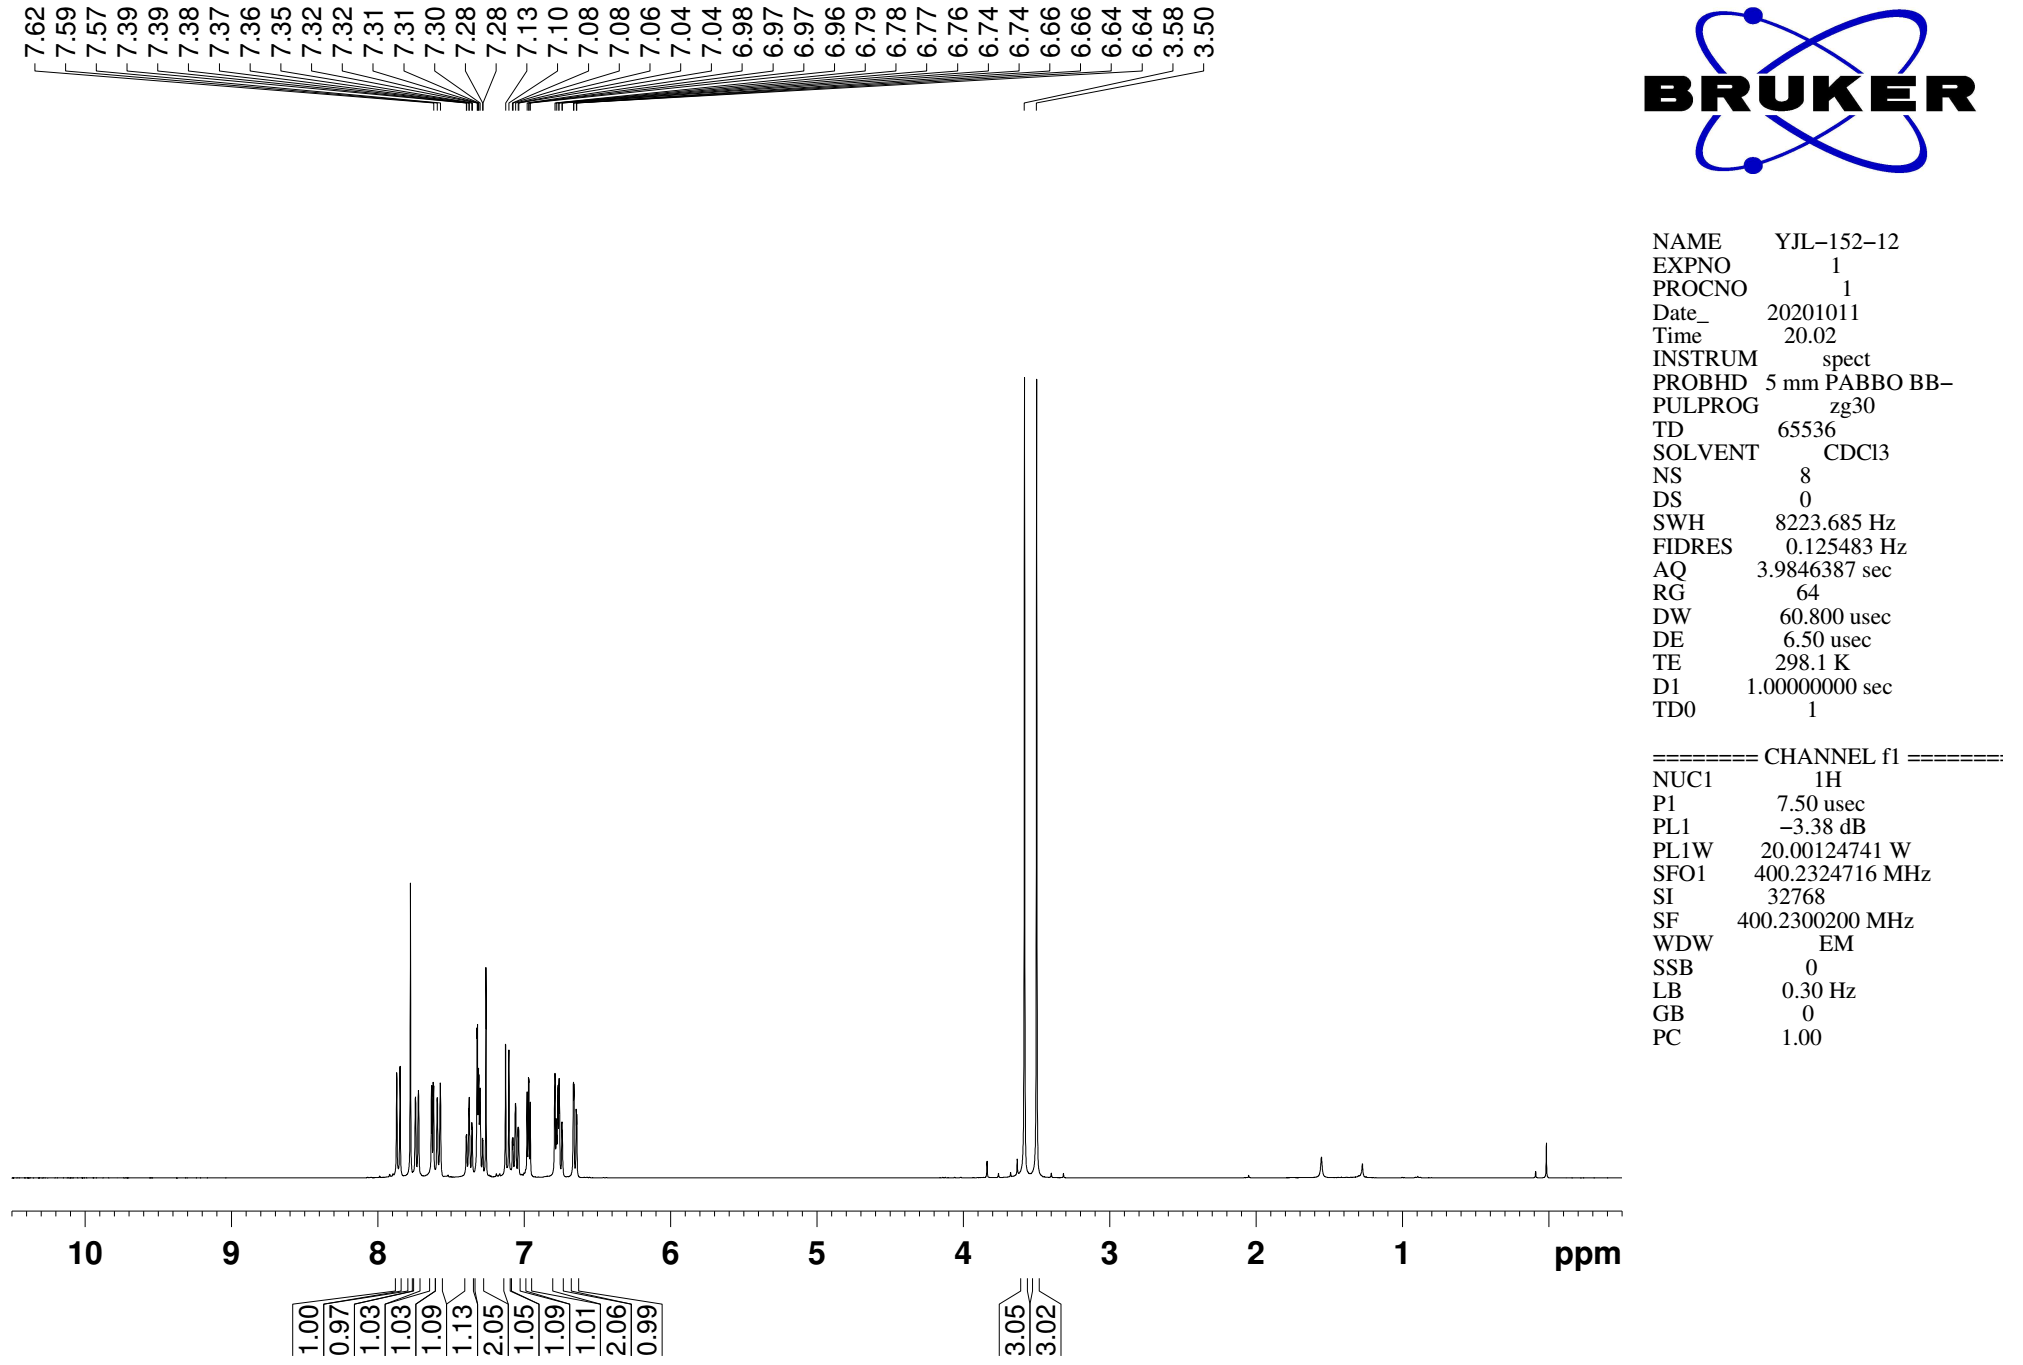 7.62
7.59
7.57
7.39
7.39
7.38
7.37
7.36
7.35
7.32
7.32
7.31
7.31
7.30
7.28
7.28
7.13
7.10
7.08
7.08
7.06
7.04
7.04
6.98
6.97
6.97
6.96
6.79
6.78
6.77
6.76
6.74
6.74
6.66
6.66
6.64
6.64
3.58
3.50
BRUKER
NAME YJL−152−12
EXPNO 1
PROCNO 1
Date_ 20201011
Time 20.02
INSTRUM spect
PROBHD 5 mm PABBO BB−
PULPROG zg30
TD 65536
SOLVENT CDCl3
NS 8
DS 0
SWH 8223.685 Hz
FIDRES 0.125483 Hz
AQ 3.9846387 sec
RG 64
DW 60.800 usec
DE 6.50 usec
TE 298.1 K
D1 1.00000000 sec
TD0 1
======== CHANNEL f1 ========
NUC1 1H
P1 7.50 usec
PL1 −3.38 dB
PL1W 20.00124741 W
SFO1 400.2324716 MHz
SI 32768
SF 400.2300200 MHz
WDW EM
SSB 0
LB 0.30 Hz
GB 0
PC 1.00
10 9 8 7 6 5 4 3 2 1 ppm
1.00
0.97
1.03
1.03
1.09
1.13
2.05
1.05
1.09
1.01
2.06
0.99
3.05
3.02